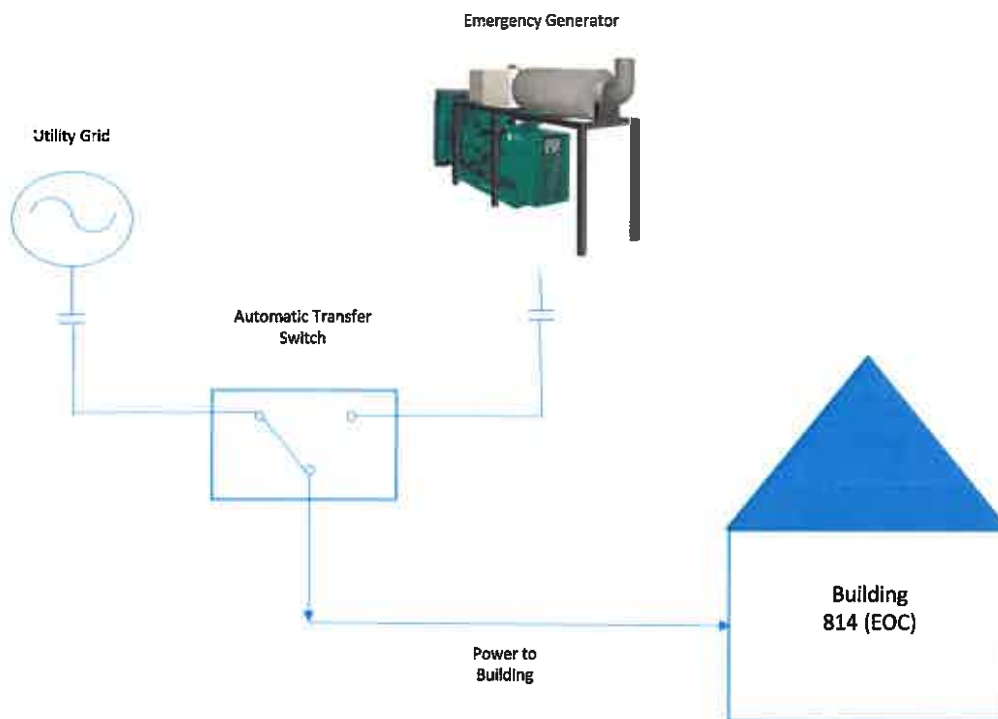 Emergency Generator
Utility Grid
Automatic Transfer
Switch
Building
814 (EOC)
Power to
Building